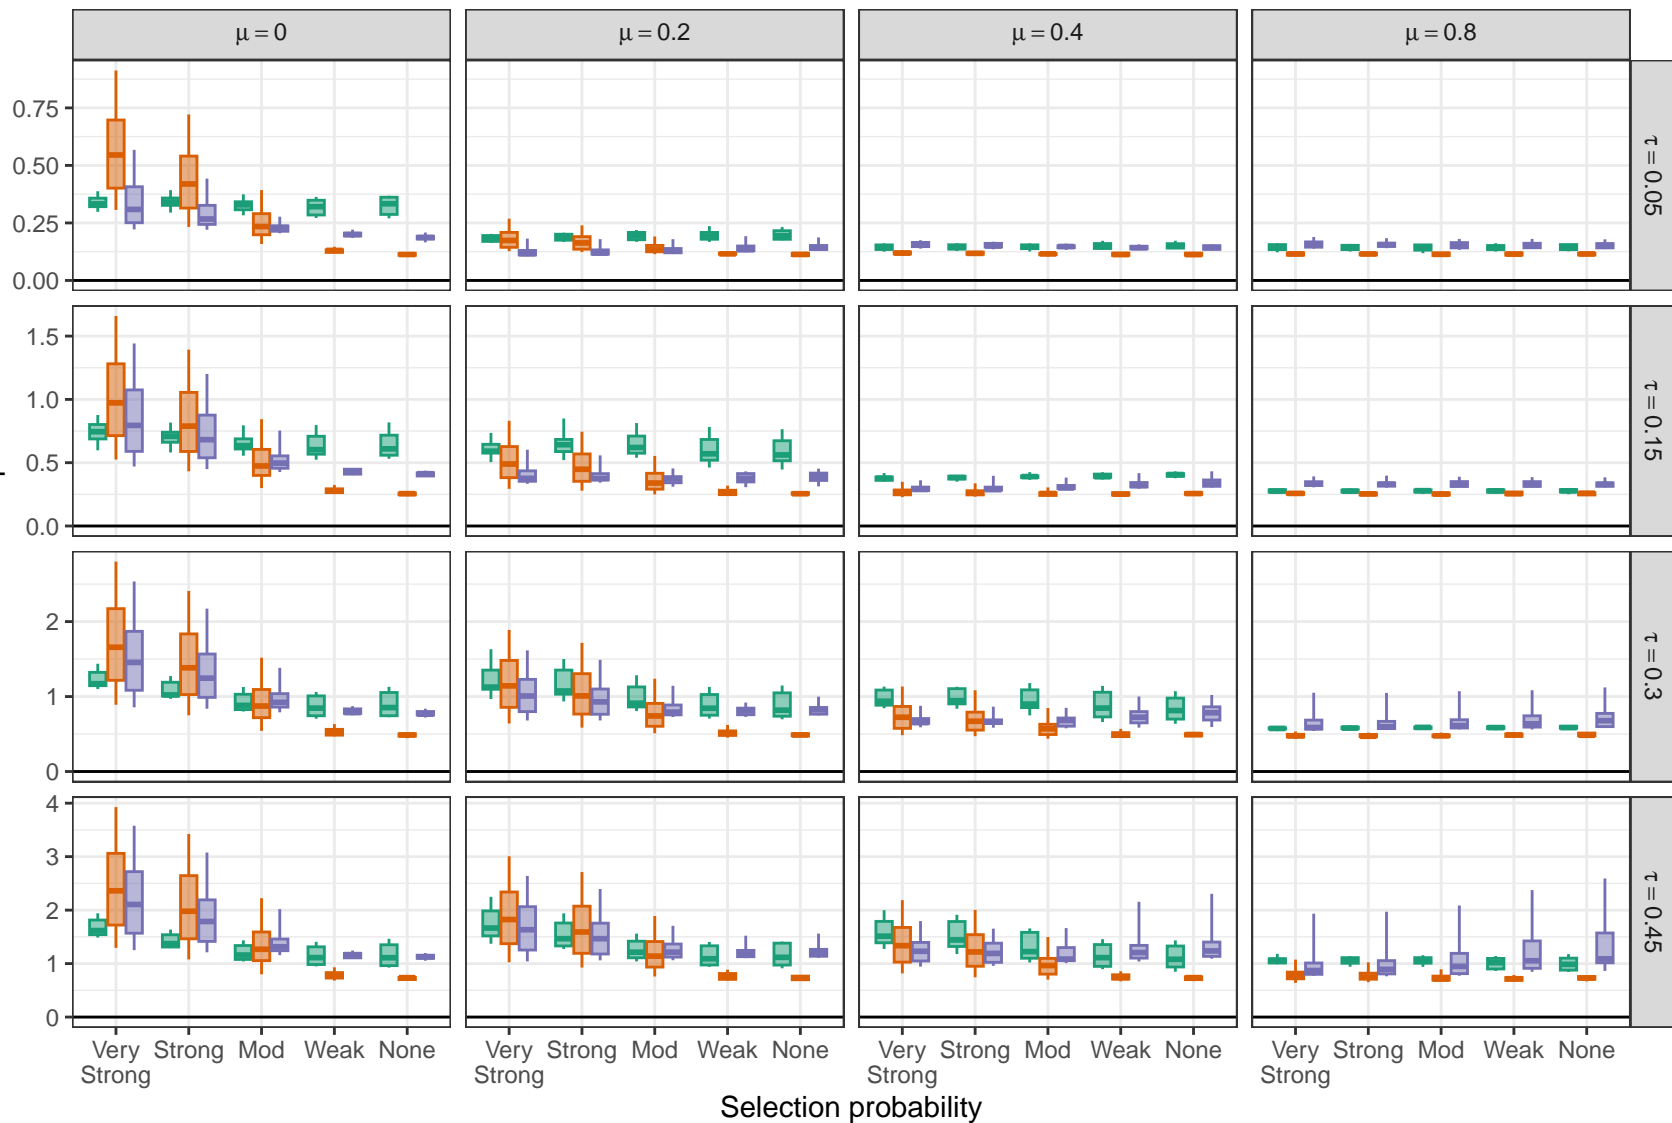 μ = 0
μ = 0.2
μ = 0.4
μ = 0.8
0.75
0.50
0.25
0.00
τ = 0.05
1.5
1.0
0.5
0.0
τ = 0.15
2
1
0
τ = 0.3
4
3
2
1
0
τ = 0.45
Very Strong Mod Weak None Very Strong Mod Weak None Very Strong Mod Weak None Very Strong Mod Weak None
Strong Strong Strong Strong
Selection probability